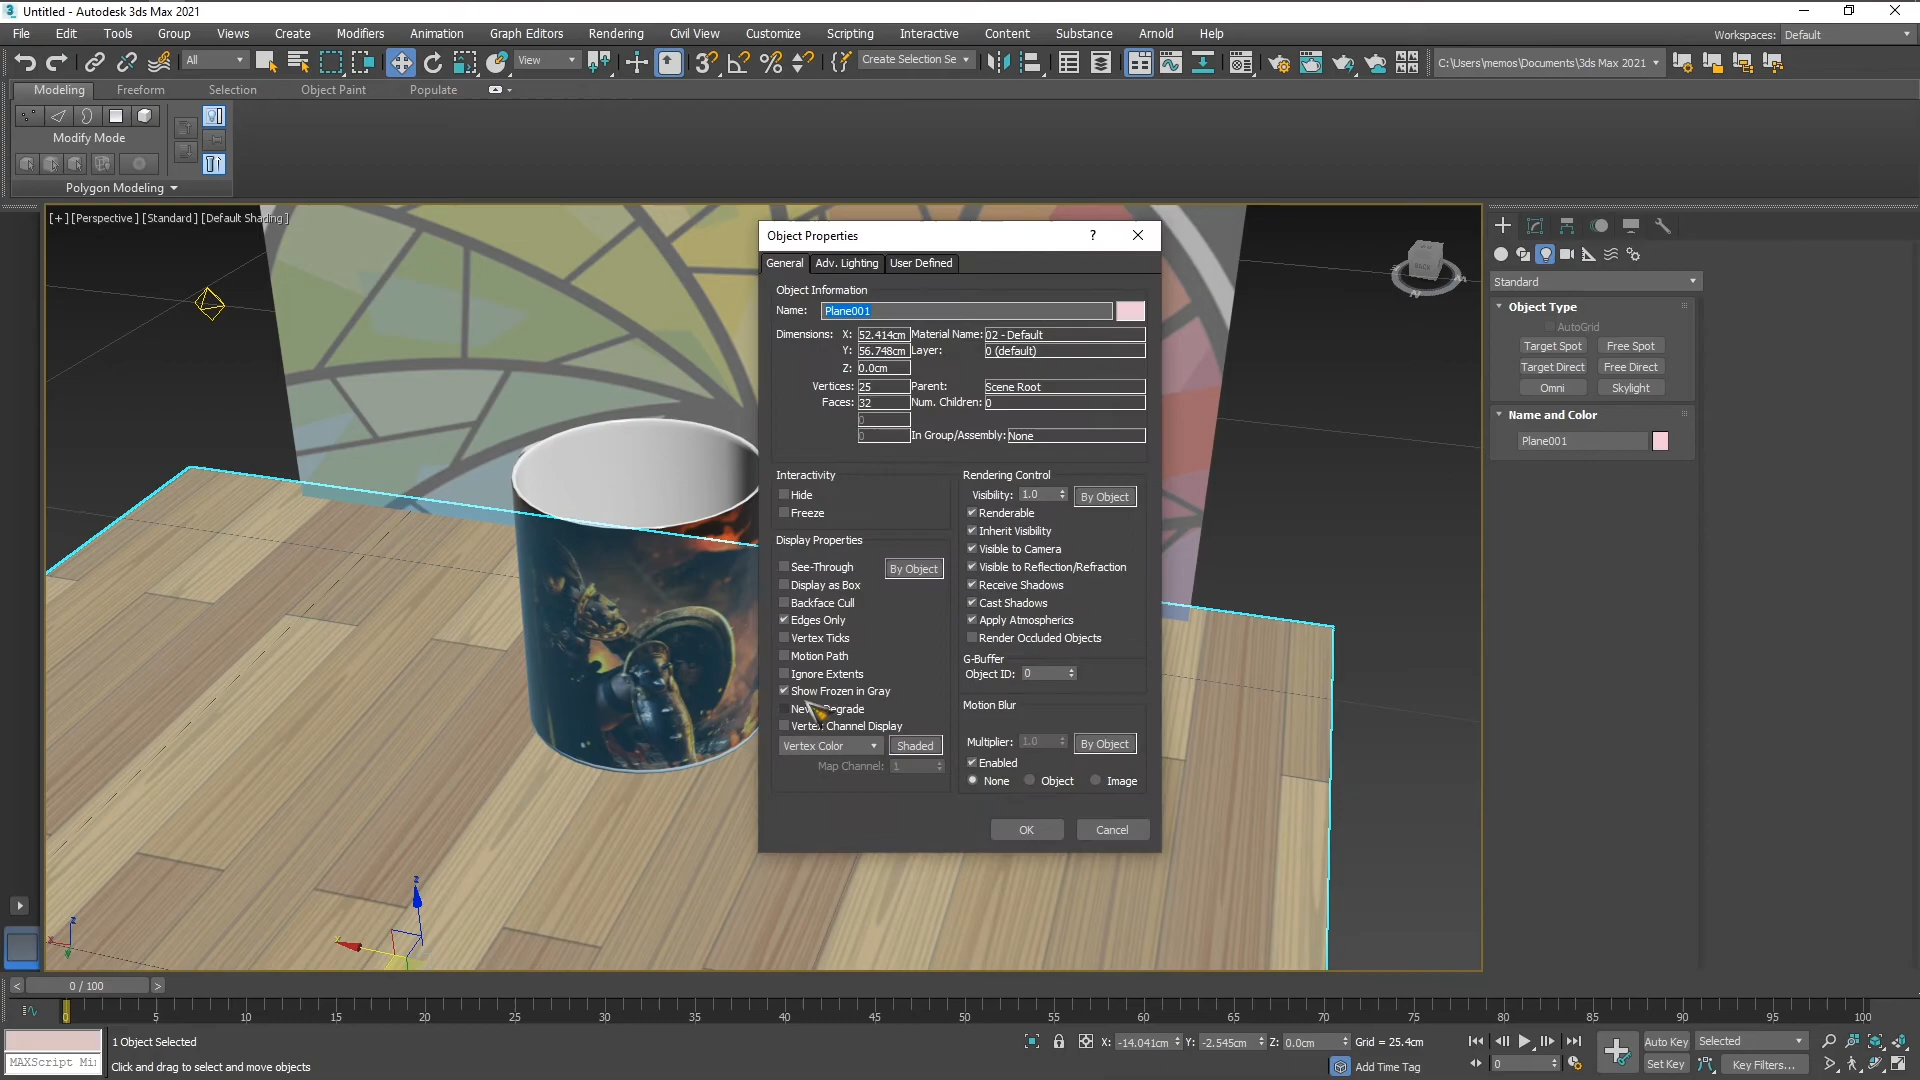 Untitled - Autodesk 3ds Max 2021
File Edit Tools Group Views Create Modifiers Animation Graph Editors Rendering Civil View Customize Scripting Interactive Content Substance Arnold Help
Workspaces: Default
All
View
Create Selection Se
C:\Users\memos\Documents\3ds Max 2021
Modeling Freeform Selection Object Paint Populate
Modify Mode
Polygon Modeling
[+] [Perspective] [Standard] [Default Shading]
BACK
Object Properties
General Adv. Lighting User Defined
Object Information
Name: Plane001
Dimensions: X: 52.414cm Material Name: 02 - Default
Y: 56.748cm Layer: 0 (default)
Z: 0.0cm
Vertices: 25 Parent: Scene Root
Faces: 32 Num. Children: 0
0
0 In Group/Assembly: None
Interactivity
Hide
Freeze
Display Properties
See-Through By Object
Display as Box
Backface Cull
Edges Only
Vertex Ticks
Motion Path
Ignore Extents
Show Frozen in Gray
Degrade
Vertex Channel Display
Vertex Color Shaded
Map Channel: 1
Rendering Control
Visibility: 1.0 By Object
Renderable
Inherit Visibility
Visible to Camera
Visible to Reflection/Refraction
Receive Shadows
Cast Shadows
Apply Atmospherics
Render Occluded Objects
G-Buffer
Object ID: 0
Motion Blur
Multiplier: 1.0 By Object
Enabled
None Object Image
OK Cancel
Standard
Object Type
AutoGrid
Target Spot Free Spot
Target Direct Free Direct
Omni Skylight
Name and Color
Plane001
z
x
z
0 / 100
0 5 10 15 20 25 30 35 40 45 50 55 60 65 70 75 80 85 90 95 100
MAXScript Mi
1 Object Selected
Click and drag to select and move objects
X: -14.041cm Y: -2.545cm Z: 0.0cm Grid = 25.4cm
Add Time Tag
0
Auto Key Selected
Set Key Key Filters...